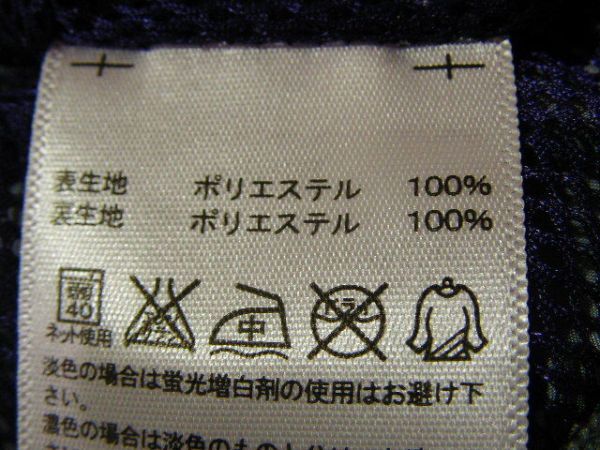 表生地 ポリエステル 100%
裏生地 ポリエステル 100%
40 中
ネット使用
淡色の場合は蛍光増白剤の使用はお避け下
さい。
濃色の場合は淡色のもの